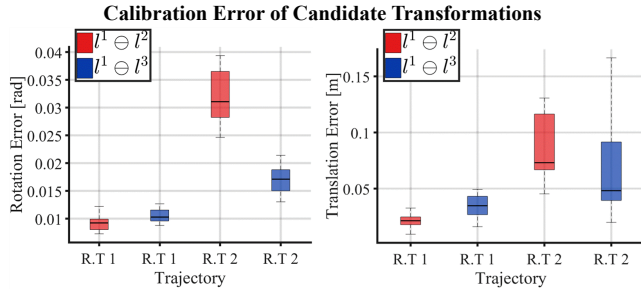 Calibration Error of Candidate Transformations
Rotation Error [rad]
0.04
0.035
0.03
0.025
0.02
0.015
0.01
l¹ ⊖ l²
l¹ ⊖ l³
R.T 1 R.T 1 R.T 2 R.T 2
Trajectory
Translation Error [m]
0.15
0.1
0.05
l¹ ⊖ l²
l¹ ⊖ l³
R.T 1 R.T 1 R.T 2 R.T 2
Trajectory